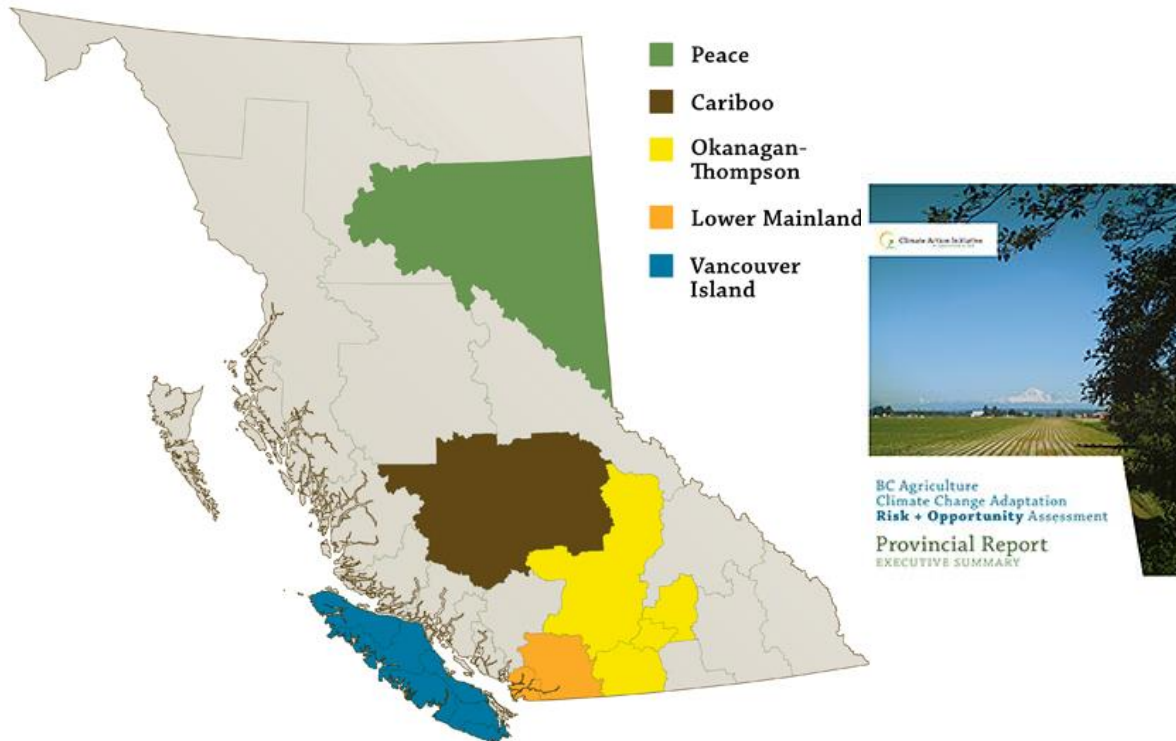 Peace
Cariboo
Okanagan-
Thompson
Lower Mainland
Vancouver
Island
Climate Action Initiative
BC Agriculture
Climate Change Adaptation
Risk + Opportunity Assessment
Provincial Report
EXECUTIVE SUMMARY